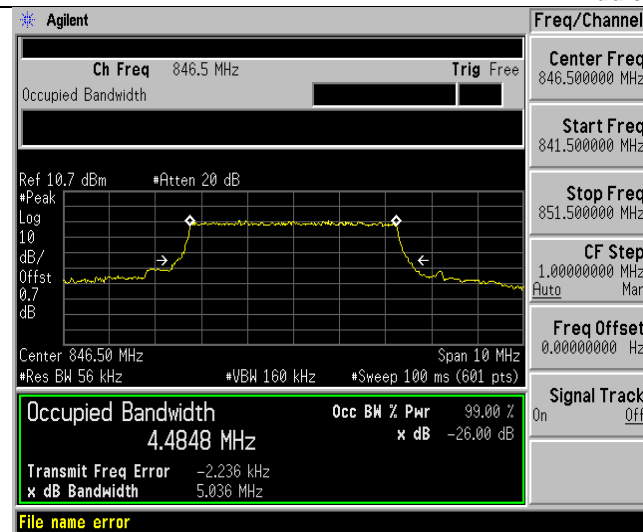 Agilent
Freq/Channel
Ch Freq 846.5 MHz Trig Free
Occupied Bandwidth
Center Freq
846.500000 MHz
Start Freq
841.500000 MHz
Stop Freq
851.500000 MHz
CF Step
1.00000000 MHz
Auto Man
Freq Offset
0.00000000 Hz
Signal Track
On Off
Ref 10.7 dBm #Atten 20 dB
#Peak
Log
10
dB/
Offst
0.7
dB
Center 846.50 MHz Span 10 MHz
#Res BW 56 kHz #VBW 160 kHz #Sweep 100 ms (601 pts)
Occupied Bandwidth Occ BW % Pwr 99.00 %
4.4848 MHz x dB -26.00 dB
Transmit Freq Error -2.236 kHz
x dB Bandwidth 5.036 MHz
File name error